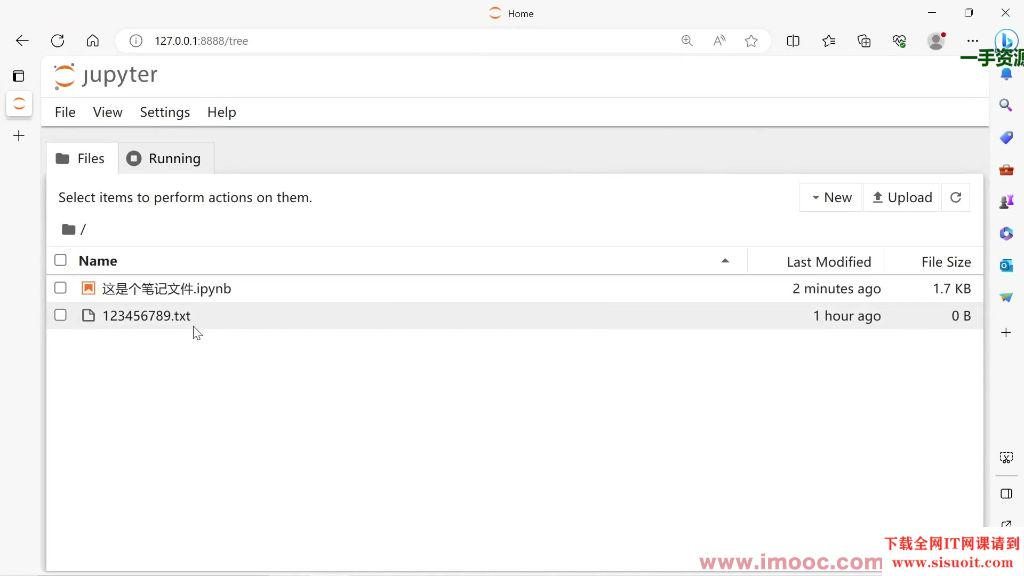 Home
127.0.0.1:8888/tree
一手资源
jupyter
File View Settings Help
Files Running
Select items to perform actions on them.
New Upload
/
Name Last Modified File Size
这是个笔记文件.ipynb 2 minutes ago 1.7 KB
123456789.txt 1 hour ago 0 B
下载全网IT网课请到
www.imooc.com
www.sisuoit.com